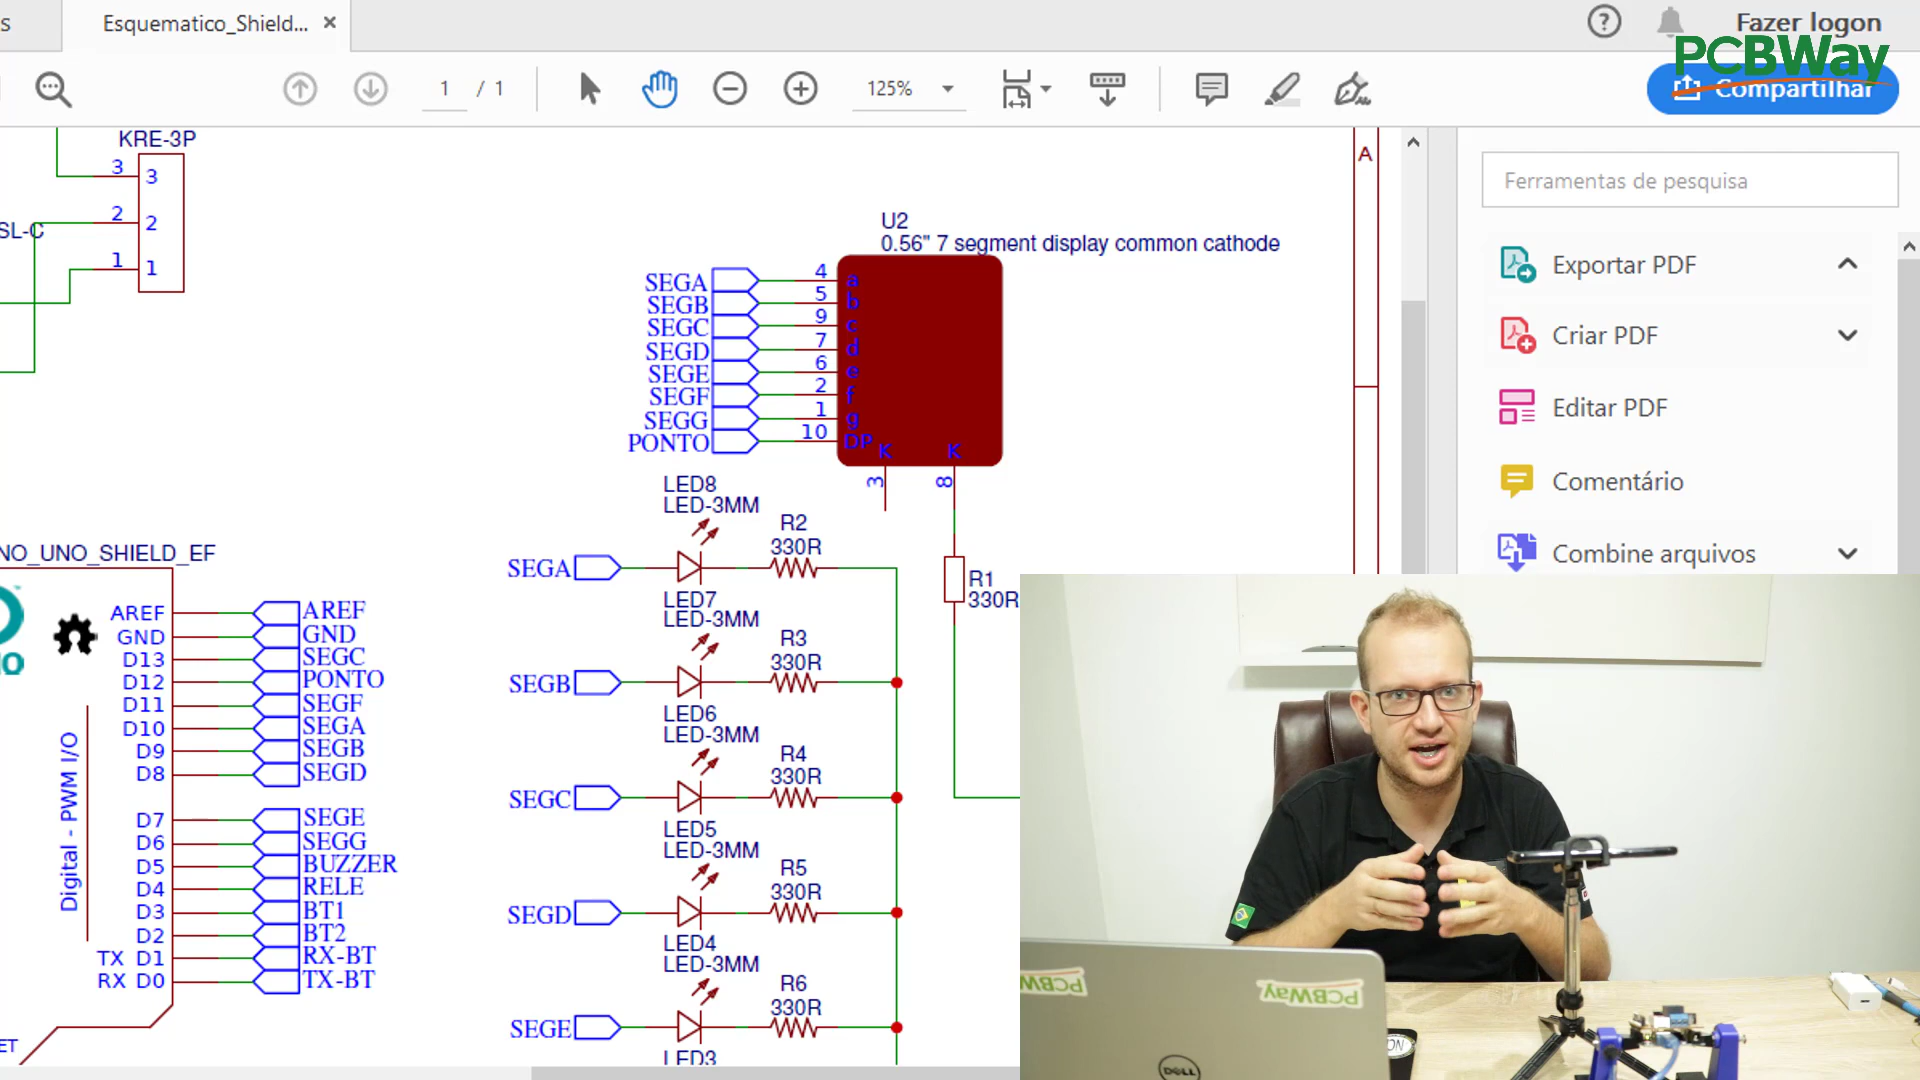 s
Esquematico_Shield...
Fazer logon
PCBWay
1 / 1
125%
Compartilhar
KRE-3P
3
3
2
2
1
1
SL-C
U2
0.56" 7 segment display common cathode
SEGA 4 a
SEGB 5 b
SEGC 9 c
SEGD 7 d
SEGE 6 e
SEGF 2 f
SEGG 1 g
PONTO 10 DP
K K
3 8
A
Ferramentas de pesquisa
Exportar PDF
Criar PDF
Editar PDF
Comentário
Combine arquivos
LED8
LED-3MM
R2
330R
SEGA
LED7
LED-3MM
R3
330R
SEGB
LED6
LED-3MM
R4
330R
SEGC
LED5
LED-3MM
R5
330R
SEGD
LED4
LED-3MM
R6
330R
SEGE
LED3
R1
330R
NO_UNO_SHIELD_EF
AREF AREF
GND GND
D13 SEGC
D12 PONTO
D11 SEGF
D10 SEGA
D9 SEGB
D8 SEGD
D7 SEGE
D6 SEGG
D5 BUZZER
D4 RELE
D3 BT1
D2 BT2
TX D1 RX-BT
RX D0 TX-BT
Digital - PWM I/O
IO
ET
PCBWay
PCBWay
DELL
ON